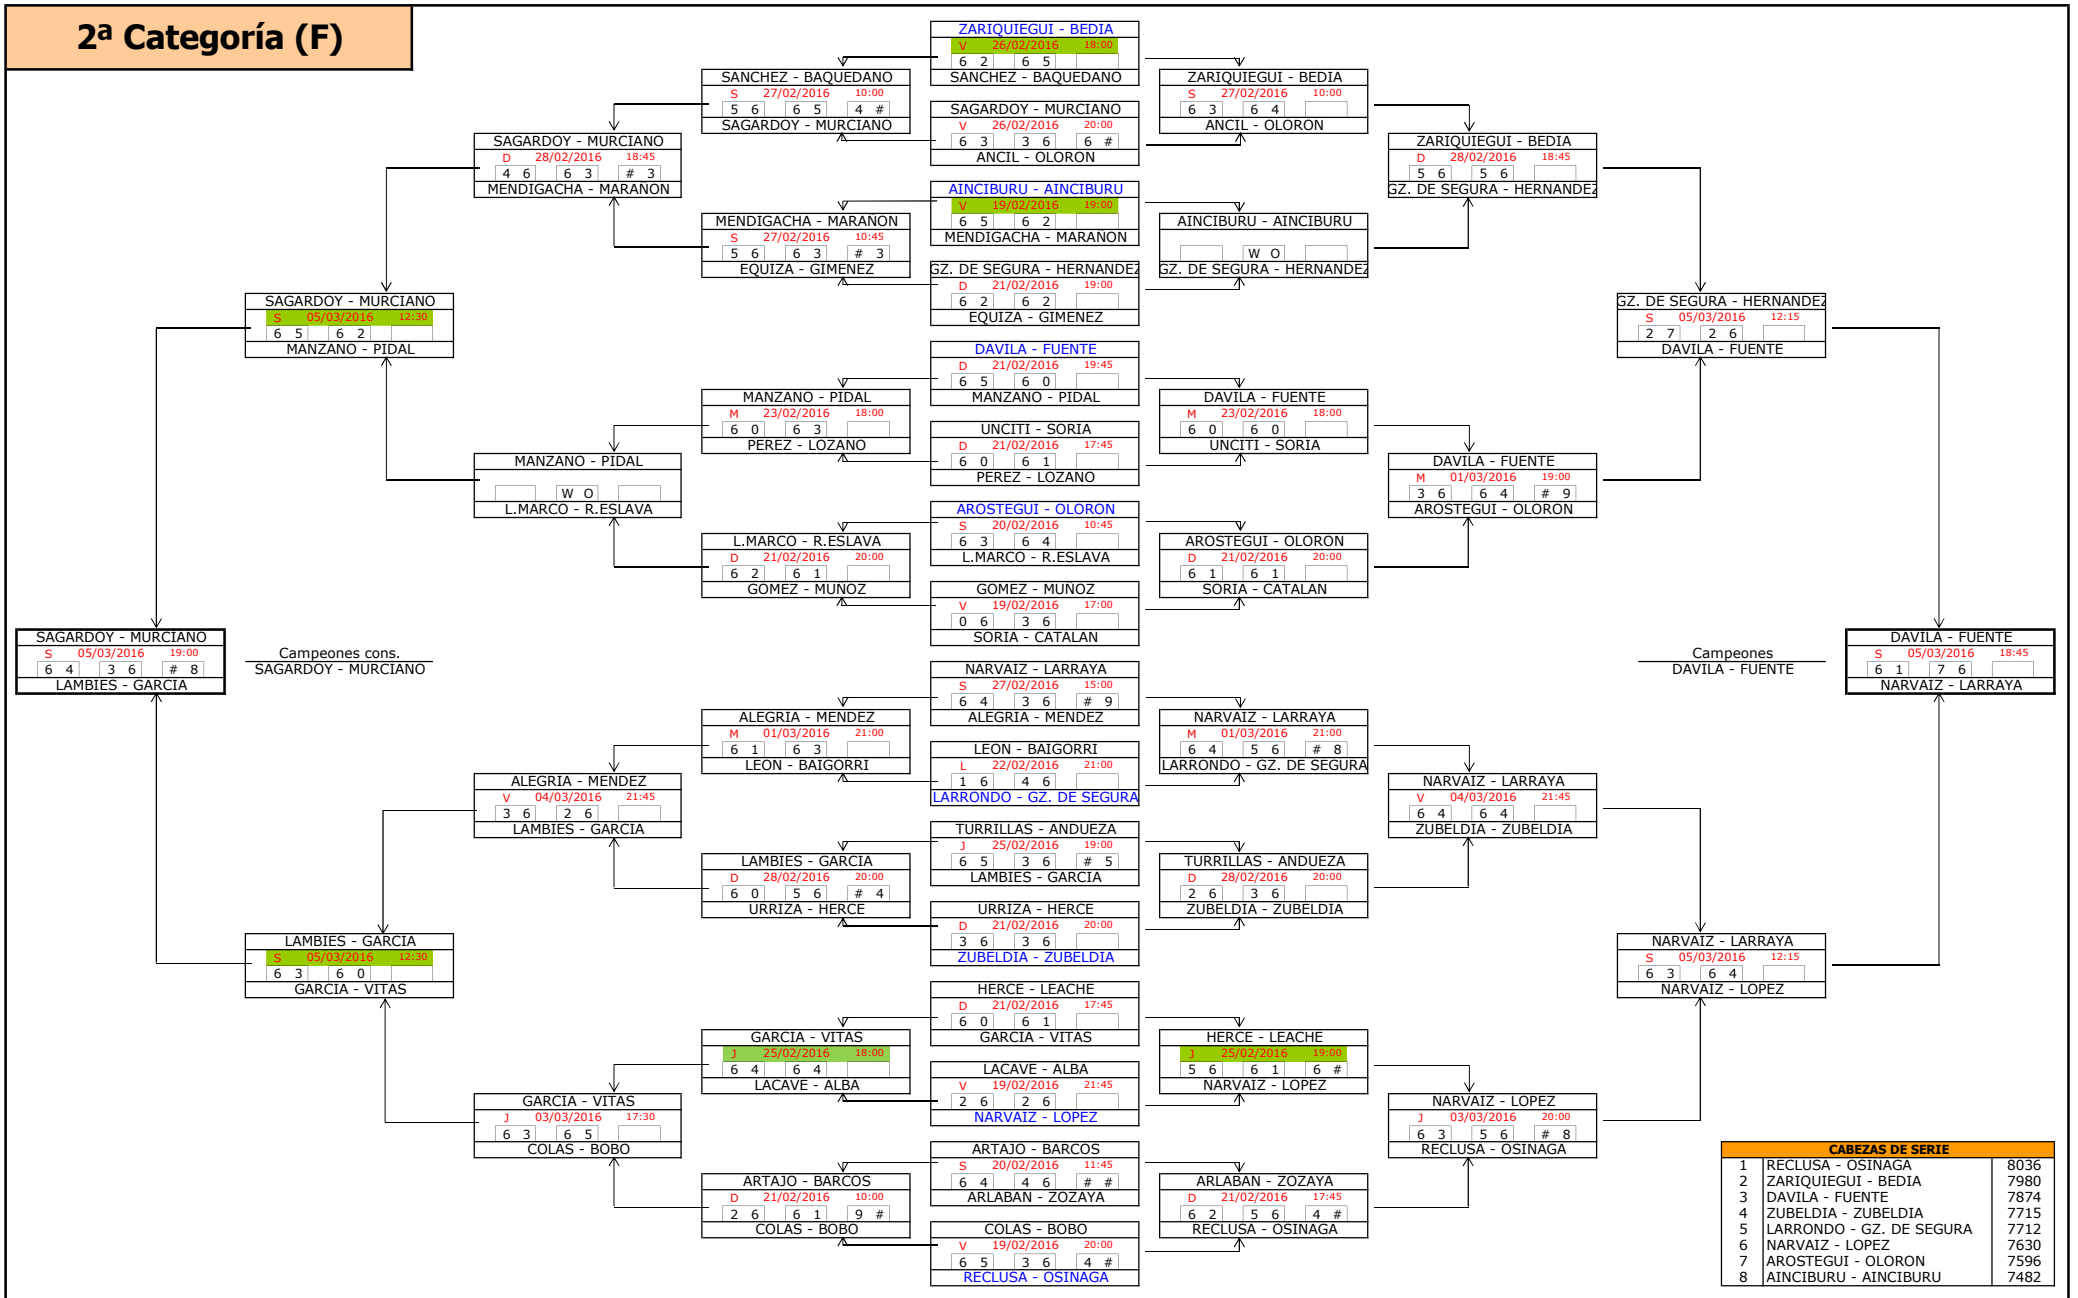 2ª Categoría (F)
ZARIQUIEGUI - BEDIA
V 26/02/2016 18:00
6 2 6 5
SANCHEZ - BAQUEDANO
SAGARDOY - MURCIANO
V 26/02/2016 20:00
6 3 3 6 6 #
ANCIL - OLORON
AINCIBURU - AINCIBURU
V 19/02/2016 19:00
6 5 6 2
MENDIGACHA - MARAÑON
GZ. DE SEGURA - HERNANDEZ
D 21/02/2016 19:00
6 2 6 2
EQUIZA - GIMENEZ
DAVILA - FUENTE
D 21/02/2016 19:45
6 5 6 0
MANZANO - PIDAL
UNCITI - SORIA
D 21/02/2016 17:45
6 0 6 1
PEREZ - LOZANO
AROSTEGUI - OLORON
S 20/02/2016 10:45
6 3 6 4
L.MARCO - R.ESLAVA
GOMEZ - MUÑOZ
V 19/02/2016 17:00
0 6 3 6
SORIA - CATALAN
NARVAIZ - LARRAYA
S 27/02/2016 15:00
6 4 3 6 # 9
ALEGRIA - MENDEZ
LEON - BAIGORRI
L 22/02/2016 21:00
1 6 4 6
LARRONDO - GZ. DE SEGURA
TURRILLAS - ANDUEZA
J 25/02/2016 19:00
6 5 3 6 # 5
LAMBIES - GARCIA
URRIZA - HERCE
D 21/02/2016 20:00
3 6 3 6
ZUBELDIA - ZUBELDIA
HERCE - LEACHE
D 21/02/2016 17:45
6 0 6 1
GARCIA - VITAS
LACAVE - ALBA
V 19/02/2016 21:45
2 6 2 6
NARVAIZ - LOPEZ
ARTAJO - BARCOS
S 20/02/2016 11:45
6 4 4 6 # #
ARLABAN - ZOZAYA
COLAS - BOBO
V 19/02/2016 20:00
6 5 3 6 4 #
RECLUSA - OSINAGA
SANCHEZ - BAQUEDANO
S 27/02/2016 10:00
5 6 6 5 4 #
SAGARDOY - MURCIANO
MENDIGACHA - MARAÑON
S 27/02/2016 10:45
5 6 6 3 # 3
EQUIZA - GIMENEZ
MANZANO - PIDAL
M 23/02/2016 18:00
6 0 6 3
PEREZ - LOZANO
L.MARCO - R.ESLAVA
D 21/02/2016 20:00
6 2 6 1
GOMEZ - MUÑOZ
ALEGRIA - MENDEZ
M 01/03/2016 21:00
6 1 6 3
LEON - BAIGORRI
LAMBIES - GARCIA
D 28/02/2016 20:00
6 0 5 6 # 4
URRIZA - HERCE
GARCIA - VITAS
J 25/02/2016 18:00
6 4 6 4
LACAVE - ALBA
ARTAJO - BARCOS
D 21/02/2016 10:00
2 6 6 1 9 #
COLAS - BOBO
SAGARDOY - MURCIANO
D 28/02/2016 18:45
4 6 6 3 # 3
MENDIGACHA - MARAÑON
MANZANO - PIDAL
W O
L.MARCO - R.ESLAVA
ALEGRIA - MENDEZ
V 04/03/2016 21:45
3 6 2 6
LAMBIES - GARCIA
GARCIA - VITAS
J 03/03/2016 17:30
6 3 6 5
COLAS - BOBO
SAGARDOY - MURCIANO
S 05/03/2016 12:30
6 5 6 2
MANZANO - PIDAL
LAMBIES - GARCIA
S 05/03/2016 12:30
6 3 6 0
GARCIA - VITAS
SAGARDOY - MURCIANO
S 05/03/2016 19:00
6 4 3 6 # 8
LAMBIES - GARCIA
Campeones cons.
SAGARDOY - MURCIANO
ZARIQUIEGUI - BEDIA
S 27/02/2016 10:00
6 3 6 4
ANCIL - OLORON
AINCIBURU - AINCIBURU
W O
GZ. DE SEGURA - HERNANDEZ
DAVILA - FUENTE
M 23/02/2016 18:00
6 0 6 0
UNCITI - SORIA
AROSTEGUI - OLORON
D 21/02/2016 20:00
6 1 6 1
SORIA - CATALAN
NARVAIZ - LARRAYA
M 01/03/2016 21:00
6 4 5 6 # 8
LARRONDO - GZ. DE SEGURA
TURRILLAS - ANDUEZA
D 28/02/2016 20:00
2 6 3 6
ZUBELDIA - ZUBELDIA
HERCE - LEACHE
J 25/02/2016 19:00
5 6 6 1 6 #
NARVAIZ - LOPEZ
ARLABAN - ZOZAYA
D 21/02/2016 17:45
6 2 5 6 4 #
RECLUSA - OSINAGA
ZARIQUIEGUI - BEDIA
D 28/02/2016 18:45
5 6 5 6
GZ. DE SEGURA - HERNANDEZ
DAVILA - FUENTE
M 01/03/2016 19:00
3 6 6 4 # 9
AROSTEGUI - OLORON
NARVAIZ - LARRAYA
V 04/03/2016 21:45
6 4 6 4
ZUBELDIA - ZUBELDIA
NARVAIZ - LOPEZ
J 03/03/2016 20:00
6 3 5 6 # 8
RECLUSA - OSINAGA
GZ. DE SEGURA - HERNANDEZ
S 05/03/2016 12:15
2 7 2 6
DAVILA - FUENTE
NARVAIZ - LARRAYA
S 05/03/2016 12:15
6 3 6 4
NARVAIZ - LOPEZ
Campeones
DAVILA - FUENTE
DAVILA - FUENTE
S 05/03/2016 18:45
6 1 7 6
NARVAIZ - LARRAYA
CABEZAS DE SERIE
1 RECLUSA - OSINAGA 8036
2 ZARIQUIEGUI - BEDIA 7980
3 DAVILA - FUENTE 7874
4 ZUBELDIA - ZUBELDIA 7715
5 LARRONDO - GZ. DE SEGURA 7712
6 NARVAIZ - LOPEZ 7630
7 AROSTEGUI - OLORON 7596
8 AINCIBURU - AINCIBURU 7482